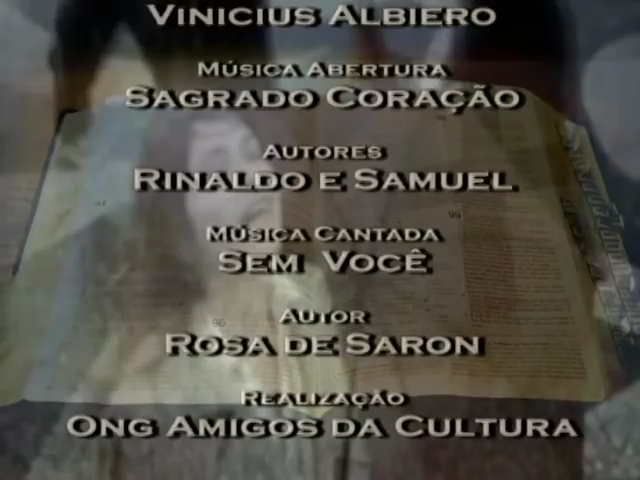 Vinicius Albiero
Música Abertura
Sagrado Coração
Autores
Rinaldo e Samuel
Música Cantada
Sem Você
Autor
Rosa de Saron
Realização
Ong Amigos da Cultura